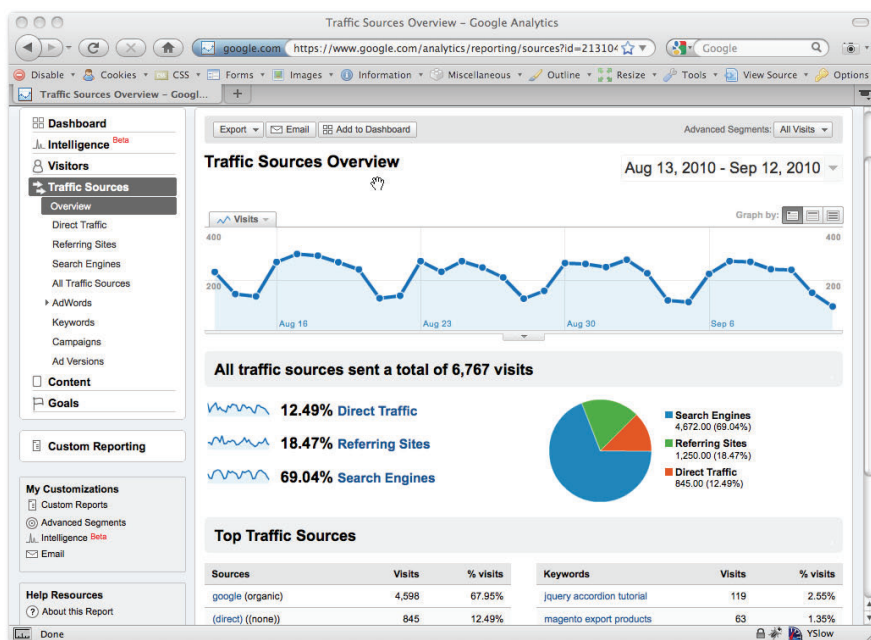 Traffic Sources Overview – Google Analytics
google.com https://www.google.com/analytics/reporting/sources?id=21310 Google
Disable Cookies CSS Forms Images Information Miscellaneous Outline Resize Tools View Source Options
Traffic Sources Overview – Googl... +
Dashboard
Intelligence Beta
Visitors
Traffic Sources
Overview
Direct Traffic
Referring Sites
Search Engines
All Traffic Sources
AdWords
Keywords
Campaigns
Ad Versions
Content
Goals
Custom Reporting
My Customizations
Custom Reports
Advanced Segments
Intelligence Beta
Email
Help Resources
? About this Report
Export Email Add to Dashboard Advanced Segments: All Visits
Traffic Sources Overview
Aug 13, 2010 - Sep 12, 2010
Visits Graph by:
400 400
200 200
Aug 16 Aug 23 Aug 30 Sep 6
All traffic sources sent a total of 6,767 visits
12.49% Direct Traffic
18.47% Referring Sites
69.04% Search Engines
Search Engines
4,672.00 (69.04%)
Referring Sites
1,250.00 (18.47%)
Direct Traffic
845.00 (12.49%)
Top Traffic Sources
Sources Visits % visits
google (organic) 4,598 67.95%
(direct) ((none)) 845 12.49%
Keywords Visits % visits
jquery accordion tutorial 119 2.55%
magento export products 63 1.35%
Done YSlow